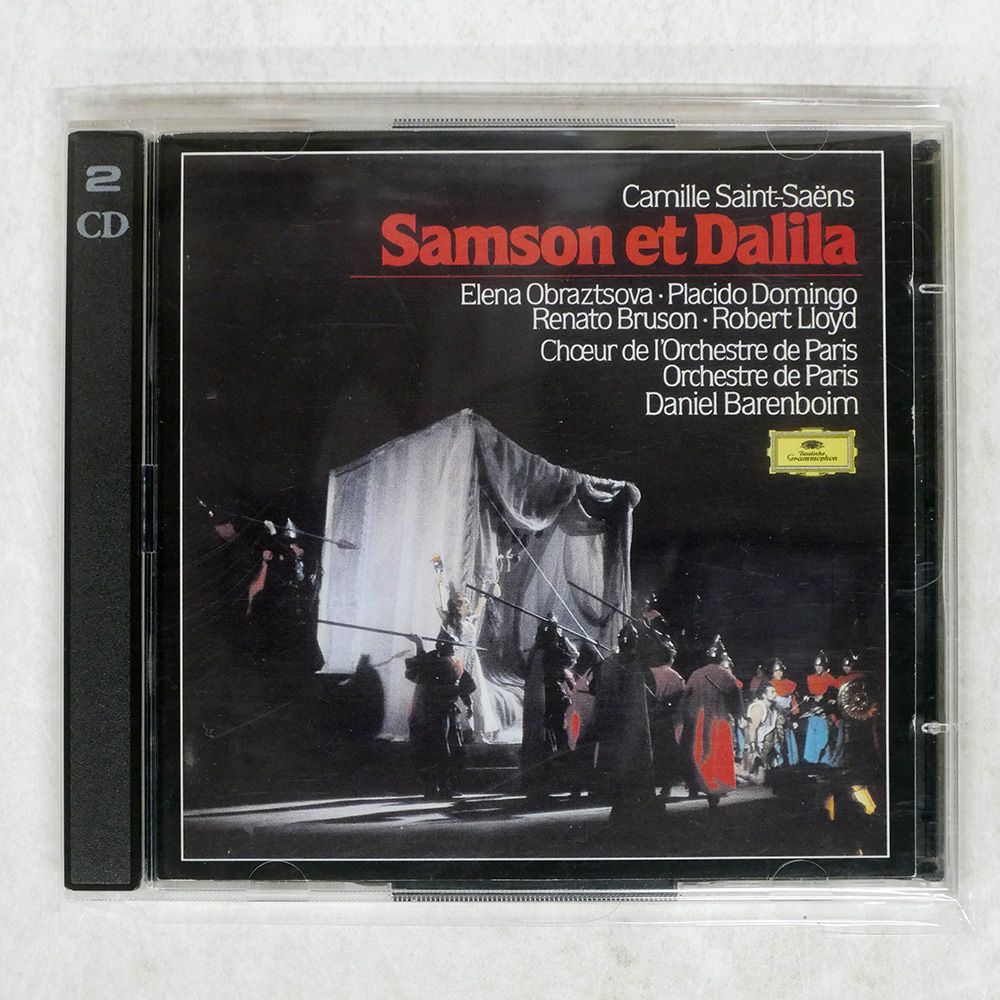 2
CD
Camille Saint-Saëns
Samson et Dalila
Elena Obraztsova · Placido Domingo
Renato Bruson · Robert Lloyd
Chœur de l'Orchestre de Paris
Orchestre de Paris
Daniel Barenboim
Deutsche
Grammophon